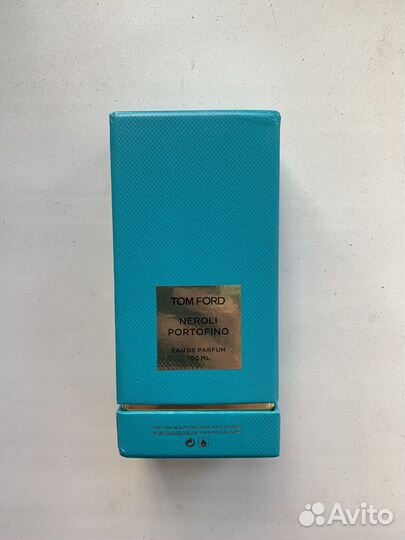 TOM FORD
NEROLI
PORTOFINO
EAU DE PARFUM
100 ML
Avito